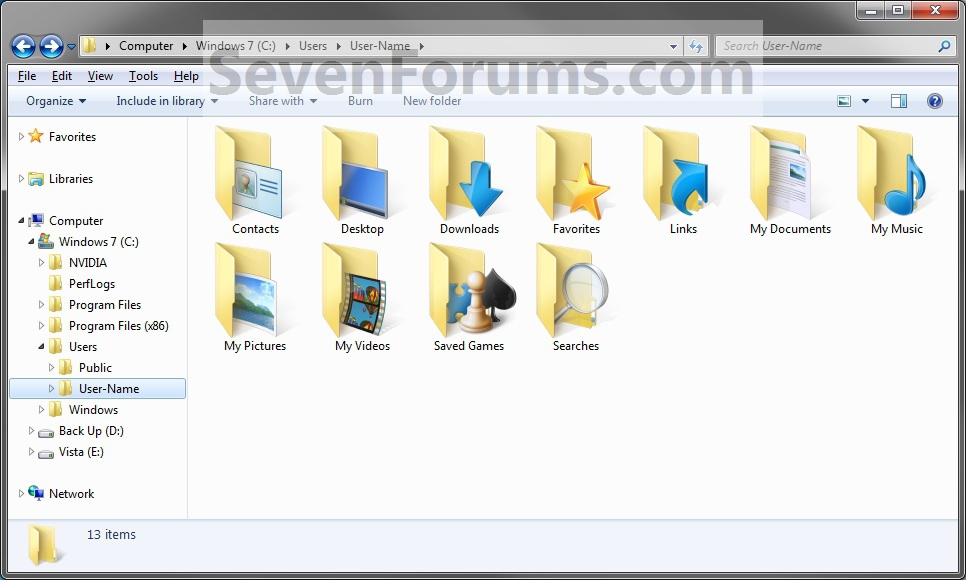 Computer ▸ Windows 7 (C:) ▸ Users ▸ User-Name ▸
Search User-Name
SevenForums.com
File Edit View Tools Help
Organize Include in library Share with Burn New folder
Favorites
Libraries
Computer
Windows 7 (C:)
NVIDIA
PerfLogs
Program Files
Program Files (x86)
Users
Public
User-Name
Windows
Back Up (D:)
Vista (E:)
Network
Contacts
Desktop
Downloads
Favorites
Links
My Documents
My Music
My Pictures
My Videos
Saved Games
Searches
13 items